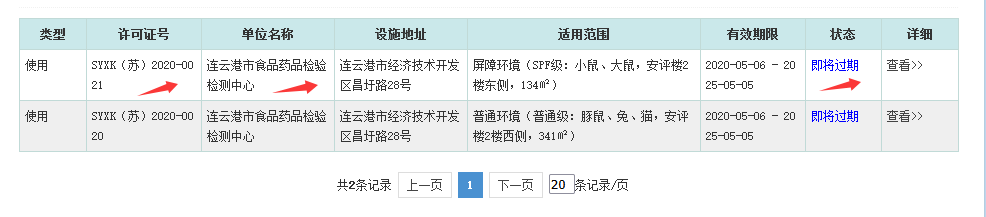 类型 许可证号 单位名称 设施地址 适用范围 有效期限 状态 详细
使用 SYXK（苏）2020-00 连云港市食品药品检验 连云港市经济技术开发 屏障环境（SPF级：小鼠、大鼠，安评楼2 2020-05-06 - 20 即将过期 查看>>
21 检测中心 区昌圩路28号 楼东侧，134㎡） 25-05-05
使用 SYXK（苏）2020-00 连云港市食品药品检验 连云港市经济技术开发 普通环境（普通级：豚鼠、兔、猫，安评 2020-05-06 - 20 即将过期 查看>>
20 检测中心 区昌圩路28号 楼2楼西侧，341㎡） 25-05-05
共2条记录 上一页 1 下一页 20 条记录/页